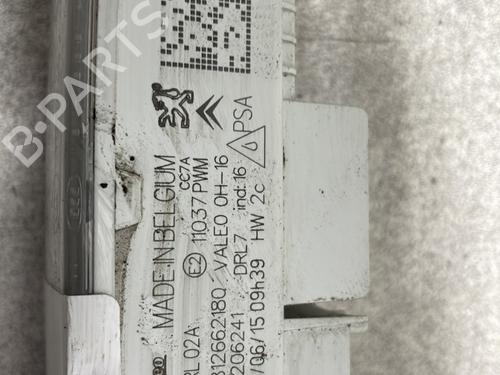 B-PARTS
PSA
MADE IN BELGIUM
CC7A
E2 11037 PWM
02A
812662180 VALEO 0H-16
206241 DRL7 ind:16
/06/15 09h39 HW 2c